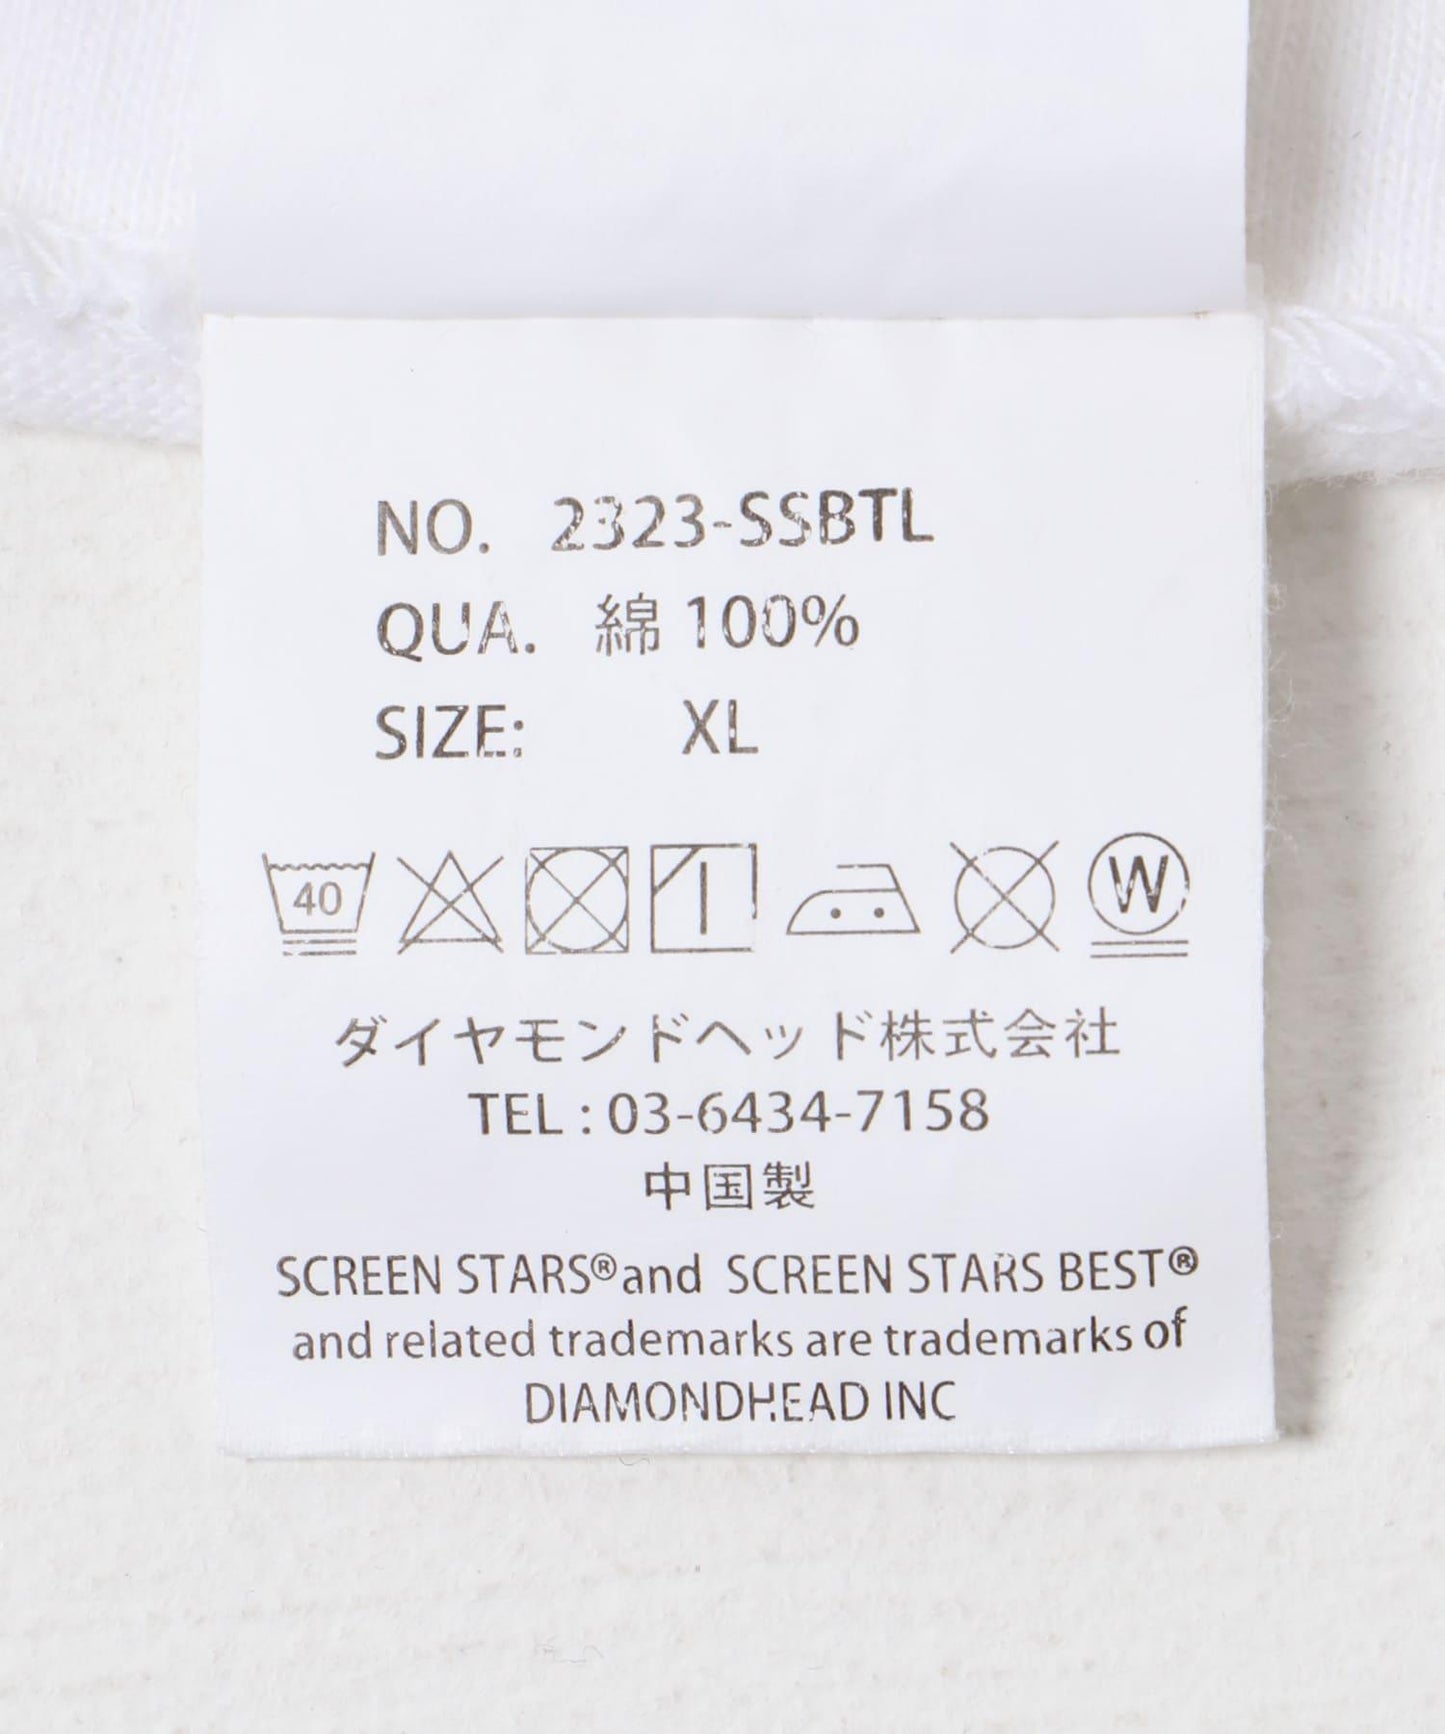 NO. 2323-SSBTL
QUA. 綿 100%
SIZE: XL
40 W
ダイヤモンドヘッド株式会社
TEL : 03-6434-7158
中国製
SCREEN STARS® and SCREEN STARS BEST®
and related trademarks are trademarks of
DIAMONDHEAD INC